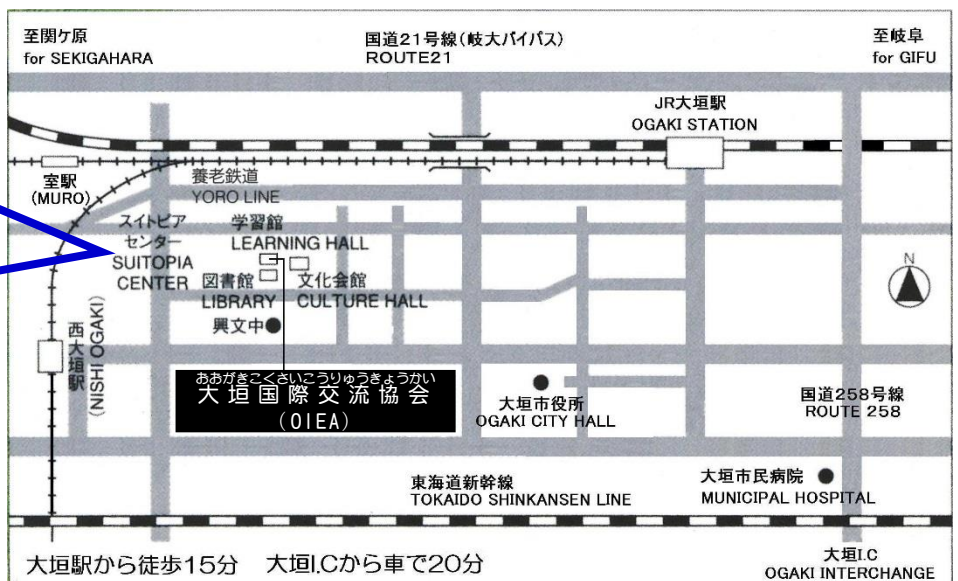 至関ケ原
for SEKIGAHARA
国道21号線(岐大バイパス)
ROUTE21
至岐阜
for GIFU
JR大垣駅
OGAKI STATION
室駅
(MURO)
養老鉄道
YORO LINE
スイトピア
センター
SUITOPIA
CENTER
学習館
LEARNING HALL
図書館
LIBRARY
文化会館
CULTURE HALL
興文中
N
西大垣駅
(NISHI OGAKI)
おおがきこくさいこうりゅうきょうかい
大垣国際交流協会
(OIEA)
大垣市役所
OGAKI CITY HALL
国道258号線
ROUTE 258
東海道新幹線
TOKAIDO SHINKANSEN LINE
大垣市民病院
MUNICIPAL HOSPITAL
大垣駅から徒歩15分 大垣I.Cから車で20分
大垣I.C
OGAKI INTERCHANGE